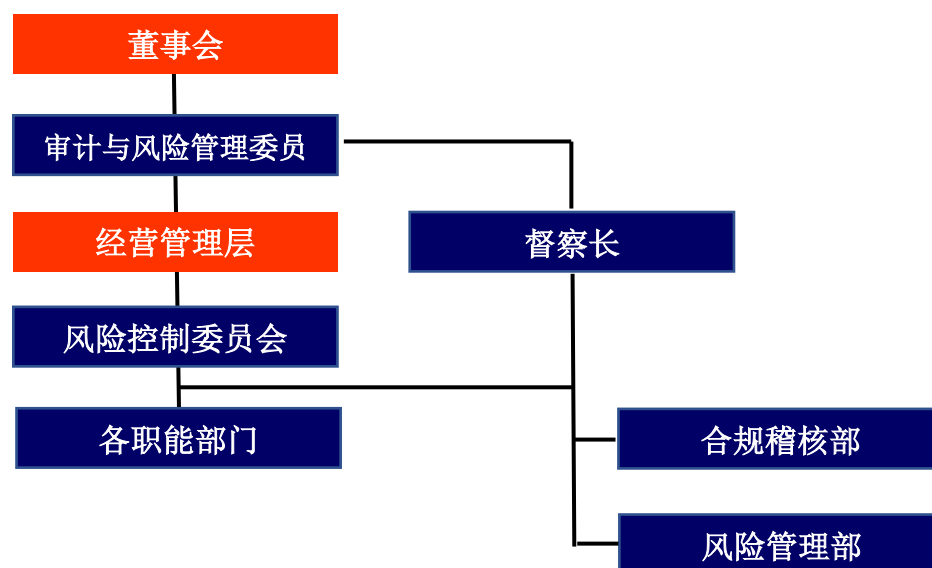 董事会
审计与风险管理委员
经营管理层
督察长
风险控制委员会
各职能部门
合规稽核部
风险管理部